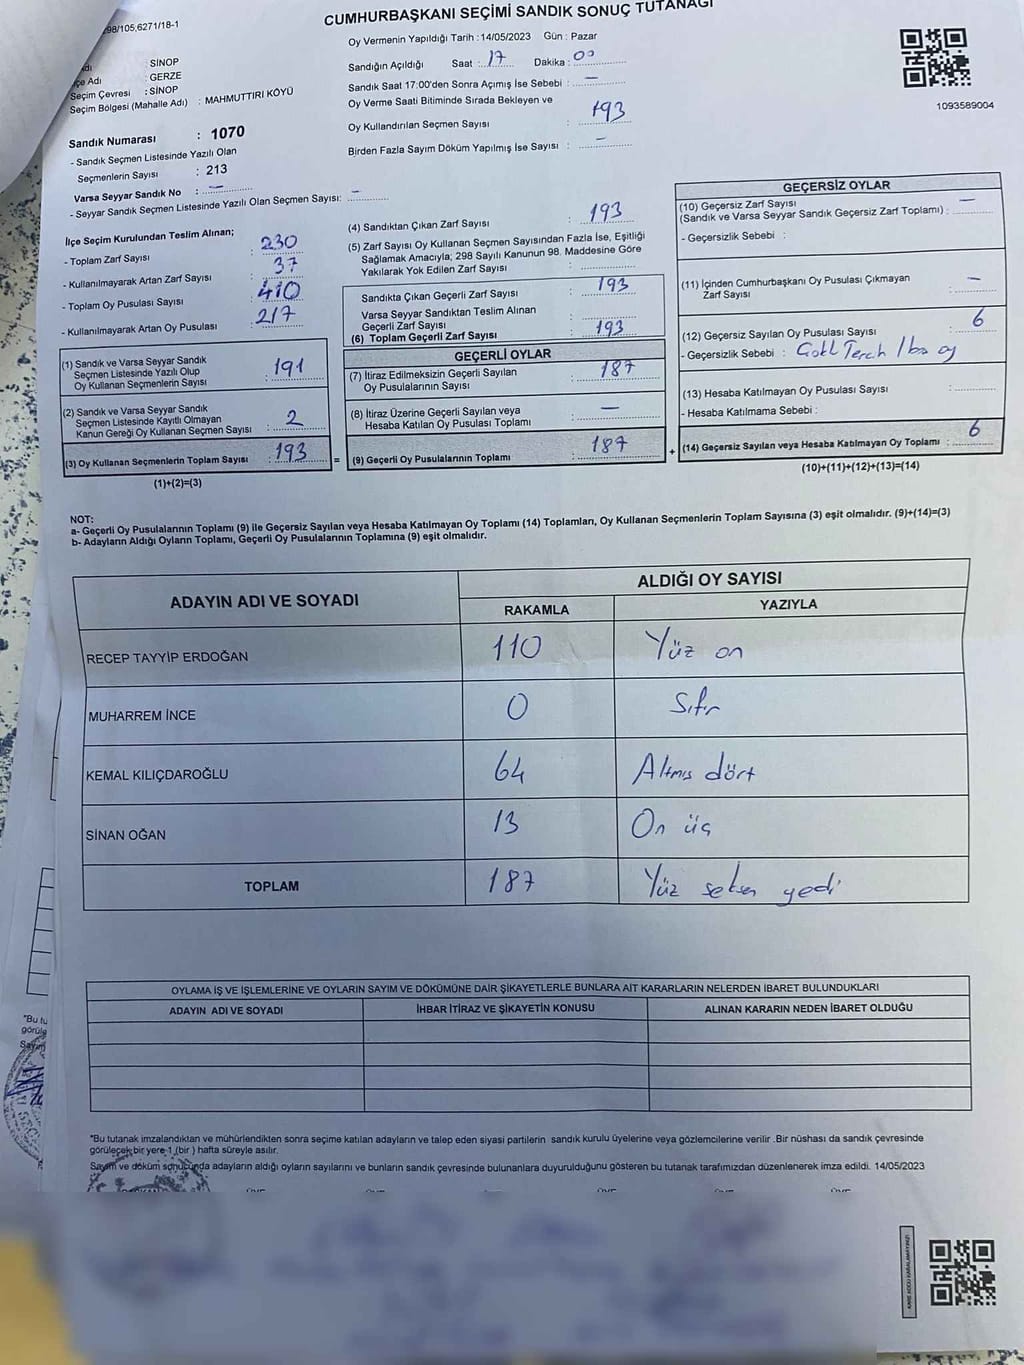 298/105,6271/18-1
CUMHURBAŞKANI SEÇİMİ SANDIK SONUÇ TUTANAĞI
Oy Vermenin Yapıldığı Tarih :14/05/2023 Gün : Pazar
Sandığın Açıldığı Saat : 17 Dakika : 00
Sandık Saat 17:00'den Sonra Açımış İse Sebebi : —
Oy Verme Saati Bitiminde Sırada Bekleyen ve
Oy Kullandırılan Seçmen Sayısı : 193
Birden Fazla Sayım Döküm Yapılmış İse Sayısı : —
1093589004
: SİNOP
çe Adı : GERZE
Seçim Çevresi : SİNOP
Seçim Bölgesi (Mahalle Adı) : MAHMUTTIRI KÖYÜ
Sandık Numarası : 1070
- Sandık Seçmen Listesinde Yazılı Olan
Seçmenlerin Sayısı : 213
Varsa Seyyar Sandık No : —
- Seyyar Sandık Seçmen Listesinde Yazılı Olan Seçmen Sayısı: —
İlçe Seçim Kurulundan Teslim Alınan;
- Toplam Zarf Sayısı : 230
- Kullanılmayarak Artan Zarf Sayısı : 37
- Toplam Oy Pusulası Sayısı : 410
- Kullanılmayarak Artan Oy Pusulası : 217
(1) Sandık ve Varsa Seyyar Sandık
Seçmen Listesinde Yazılı Olup
Oy Kullanan Seçmenlerin Sayısı : 191
(2) Sandık ve Varsa Seyyar Sandık
Seçmen Listesinde Kayıtlı Olmayan
Kanun Gereği Oy Kullanan Seçmen Sayısı : 2
(3) Oy Kullanan Seçmenlerin Toplam Sayısı : 193
(1)+(2)=(3)
=
(4) Sandıktan Çıkan Zarf Sayısı : 193
(5) Zarf Sayısı Oy Kullanan Seçmen Sayısından Fazla İse, Eşitliği
Sağlamak Amacıyla; 298 Sayılı Kanunun 98. Maddesine Göre
Yakılarak Yok Edilen Zarf Sayısı :
Sandıkta Çıkan Geçerli Zarf Sayısı : 193
Varsa Seyyar Sandıktan Teslim Alınan
Geçerli Zarf Sayısı :
(6) Toplam Geçerli Zarf Sayısı : 193
GEÇERLİ OYLAR
(7) İtiraz Edilmeksizin Geçerli Sayılan
Oy Pusulalarının Sayısı : 187
(8) İtiraz Üzerine Geçerli Sayılan veya
Hesaba Katılan Oy Pusulası Toplamı : —
(9) Geçerli Oy Pusulalarının Toplamı : 187
+
GEÇERSİZ OYLAR
(10) Geçersiz Zarf Sayısı
(Sandık ve Varsa Seyyar Sandık Geçersiz Zarf Toplamı) : —
- Geçersizlik Sebebi :
(11) İçinden Cumhurbaşkanı Oy Pusulası Çıkmayan
Zarf Sayısı : —
(12) Geçersiz Sayılan Oy Pusulası Sayısı : 6
- Geçersizlik Sebebi : Çoklu Tercih / boş oy
(13) Hesaba Katılmayan Oy Pusulası Sayısı :
- Hesaba Katılmama Sebebi :
(14) Geçersiz Sayılan veya Hesaba Katılmayan Oy Toplamı : 6
(10)+(11)+(12)+(13)=(14)
NOT:
a- Geçerli Oy Pusulalarının Toplamı (9) ile Geçersiz Sayılan veya Hesaba Katılmayan Oy Toplamı (14) Toplamları, Oy Kullanan Seçmenlerin Toplam Sayısına (3) eşit olmalıdır. (9)+(14)=(3)
b- Adayların Aldığı Oyların Toplamı, Geçerli Oy Pusulalarının Toplamına (9) eşit olmalıdır.
ADAYIN ADI VE SOYADI ALDIĞI OY SAYISI
RAKAMLA YAZIYLA
RECEP TAYYİP ERDOĞAN 110 Yüz on
MUHARREM İNCE 0 Sıfır
KEMAL KILIÇDAROĞLU 64 Altmış dört
SİNAN OĞAN 13 On üç
TOPLAM 187 Yüz seksen yedi
OYLAMA İŞ VE İŞLEMLERİNE VE OYLARIN SAYIM VE DÖKÜMÜNE DAİR ŞİKAYETLERLE BUNLARA AİT KARARLARIN NELERDEN İBARET BULUNDUKLARI
ADAYIN ADI VE SOYADI İHBAR İTİRAZ VE ŞİKAYETİN KONUSU ALINAN KARARIN NEDEN İBARET OLDUĞU
*Bu tutanak imzalandıktan ve mühürlendikten sonra seçime katılan adayların ve talep eden siyasi partilerin sandık kurulu üyelerine veya gözlemcilerine verilir .Bir nüshası da sandık çevresinde
görülecek bir yere 1 (bir ) hafta süreyle asılır.
Sayım ve döküm sonucunda adayların aldığı oyların sayılarını ve bunların sandık çevresinde bulunanlara duyurulduğunu gösteren bu tutanak tarafımızdan düzenlenerek imza edildi. 14/05/2023